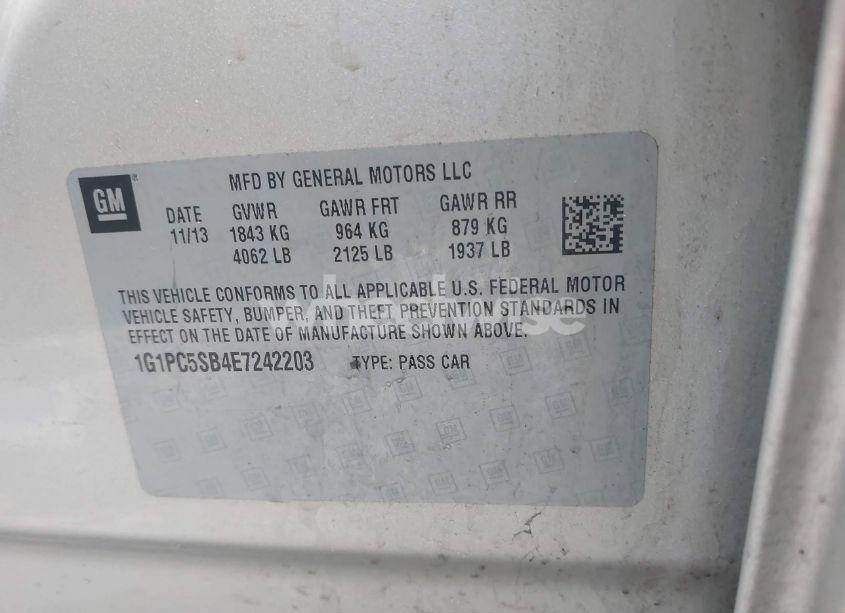 GM
MFD BY GENERAL MOTORS LLC
DATE GVWR GAWR FRT GAWR RR
11/13 1843 KG 964 KG 879 KG
4062 LB 2125 LB 1937 LB
THIS VEHICLE CONFORMS TO ALL APPLICABLE U.S. FEDERAL MOTOR
VEHICLE SAFETY, BUMPER, AND THEFT PREVENTION STANDARDS IN
EFFECT ON THE DATE OF MANUFACTURE SHOWN ABOVE.
1G1PC5SB4E7242203 TYPE: PASS CAR